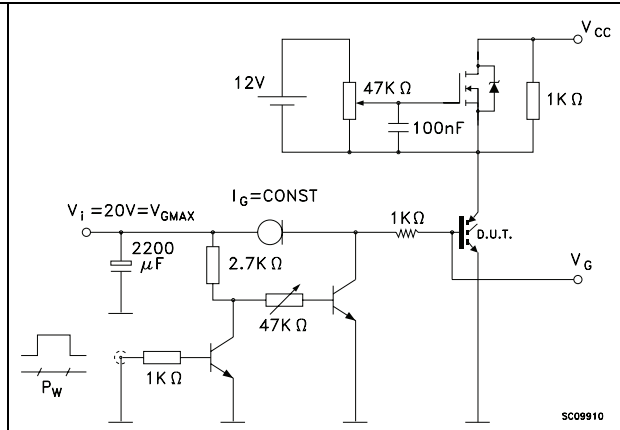 V CC
12V
47K Ω
1K Ω
100nF
I G =CONST
V i =20V=V GMAX
1K Ω
D.U.T.
2200
µF
2.7K Ω
V G
47K Ω
1K Ω
P W
SC09910